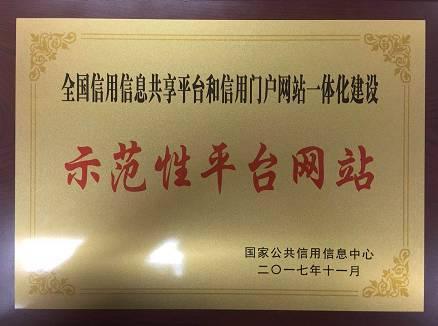 全国信用信息共享平台和信用门户网站一体化建设
示范性平台网站
国家公共信用信息中心
二〇一七年十一月